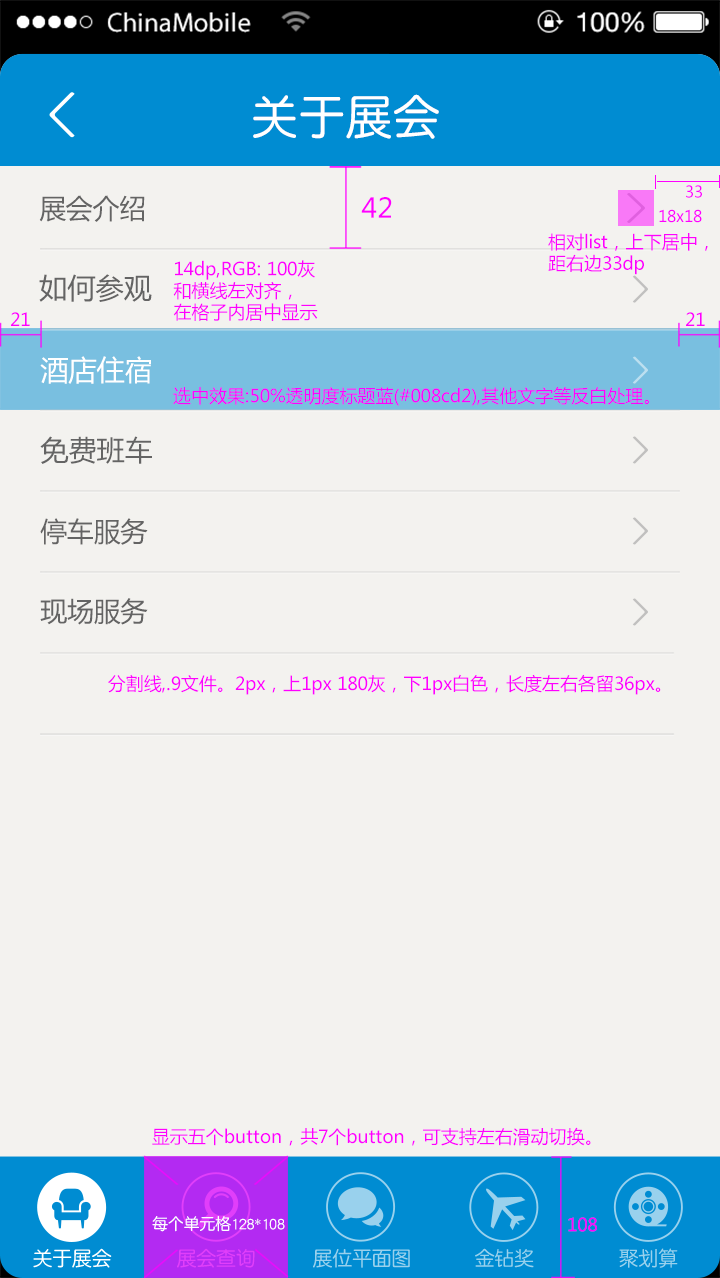 ChinaMobile 100%
关于展会
展会介绍
42
33
18x18
相对list，上下居中，
距右边33dp
如何参观
14dp,RGB: 100灰
和横线左对齐，
在格子内居中显示
21
21
酒店住宿
选中效果:50%透明度标题蓝(#008cd2),其他文字等反白处理。
免费班车
停车服务
现场服务
分割线,.9文件。2px，上1px 180灰，下1px白色，长度左右各留36px。
显示五个button，共7个button，可支持左右滑动切换。
每个单元格128*108
108
关于展会
展会查询
展位平面图
金钻奖
聚划算